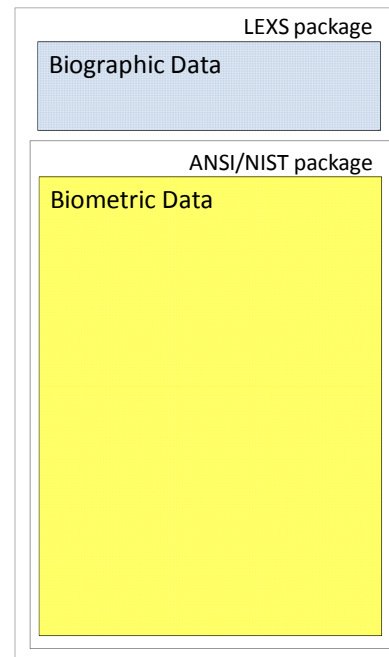 LEXS package
Biographic Data
ANSI/NIST package
Biometric Data